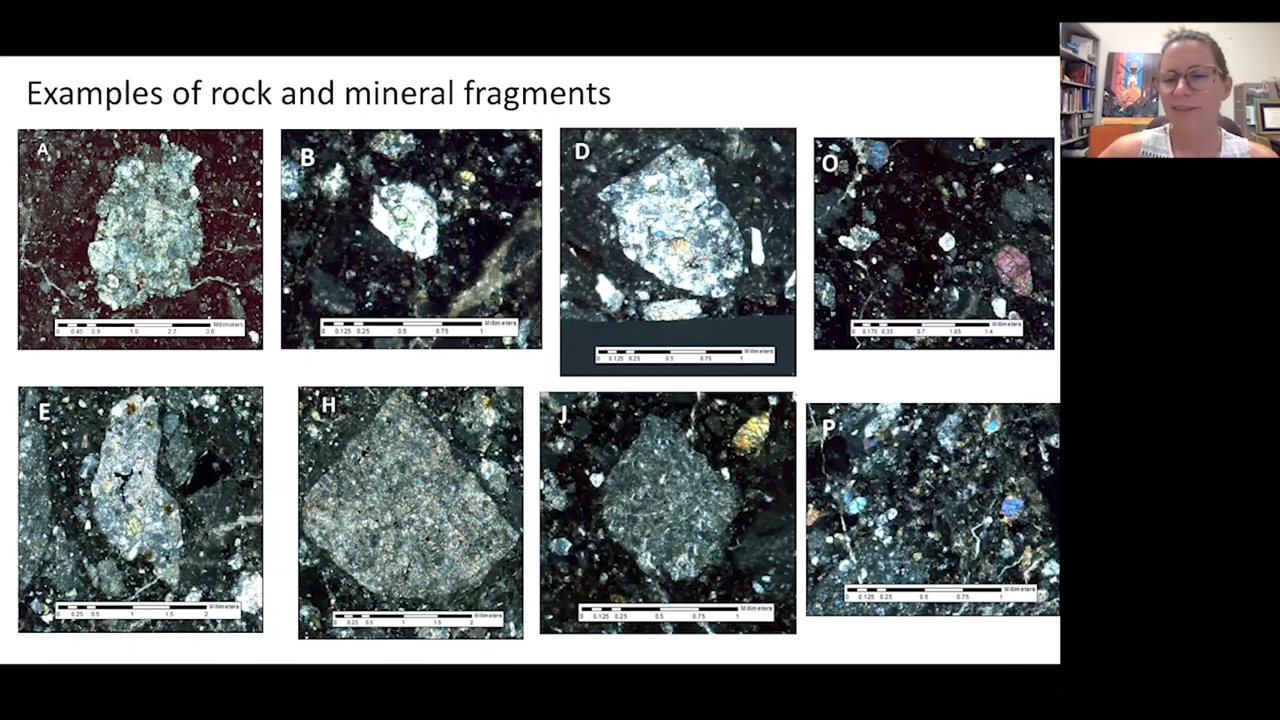 Examples of rock and mineral fragments
A
B
D
O
Millimeters
0 0.45 0.9 1.8 2.7 3.6
Millimeters
0 0.125 0.25 0.5 0.75 1
Millimeters
0 0.125 0.25 0.5 0.75 1
Millimeters
0 0.175 0.35 0.7 1.05 1.4
E
H
J
P
Millimeters
0 0.25 0.5 1 1.5 2
Millimeters
0 0.25 0.5 1 1.5 2
Millimeters
0 0.125 0.25 0.5 0.75 1
Millimeters
0 0.125 0.25 0.5 0.75 1